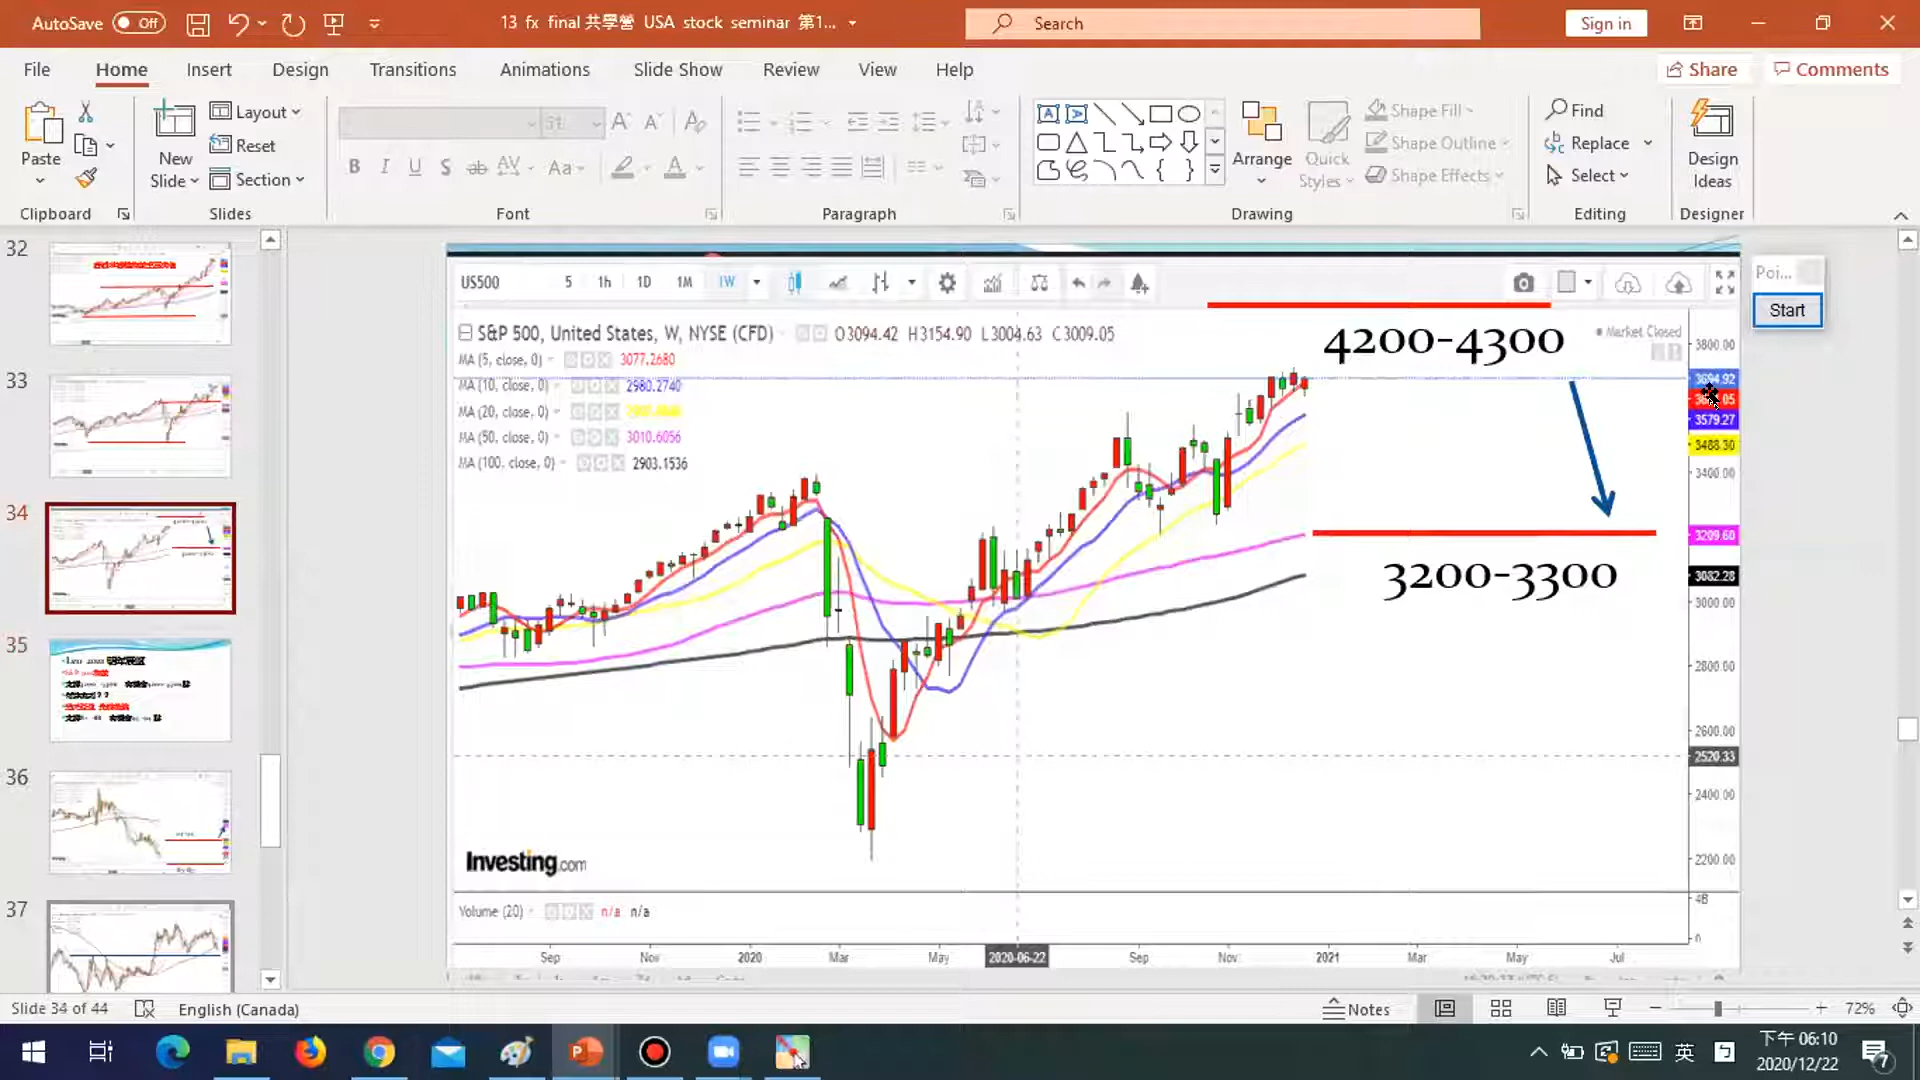 AutoSave Off
13 fx final 共學營 USA stock seminar 第1...
Search
Sign in
File Home Insert Design Transitions Animations Slide Show Review View Help
Share
Comments
Paste
New Slide
Layout
Reset
Section
Arrange
Quick Styles
Shape Fill
Shape Outline
Shape Effects
Find
Replace
Select
Design Ideas
Clipboard
Slides
Font
Paragraph
Drawing
Editing
Designer
32
33
34
35
36
37
US500 5 1h 1D 1M 1W
S&P 500, United States, W, NYSE (CFD) O3094.42 H3154.90 L3004.63 C3009.05
Market Closed
MA (5, close, 0) 3077.2680
MA (10, close, 0) 2980.2740
MA (20, close, 0)
MA (50, close, 0) 3010.6056
MA (100, close, 0) 2903.1536
4200-4300
3200-3300
3800.00
3694.92
3579.27
3488.30
3400.00
3209.60
3082.28
3000.00
2800.00
2600.00
2520.33
2400.00
2200.00
4B
0
Investing.com
Volume (20) n/a n/a
Sep Nov 2020 Mar May 2020-06-22 Sep Nov 2021 Mar May Jul
Poi...
Start
Slide 34 of 44
English (Canada)
Notes
72%
英
下午 06:10
2020/12/22
7